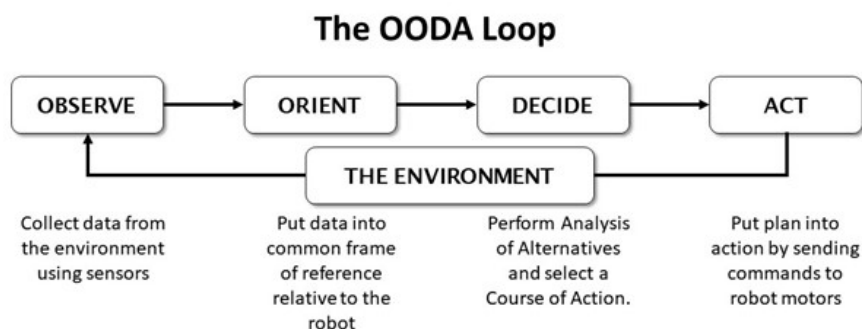 The OODA Loop
OBSERVE
ORIENT
DECIDE
ACT
THE ENVIRONMENT
Collect data from
the environment
using sensors
Put data into
common frame
of reference
relative to the
robot
Perform Analysis
of Alternatives
and select a
Course of Action.
Put plan into
action by sending
commands to
robot motors